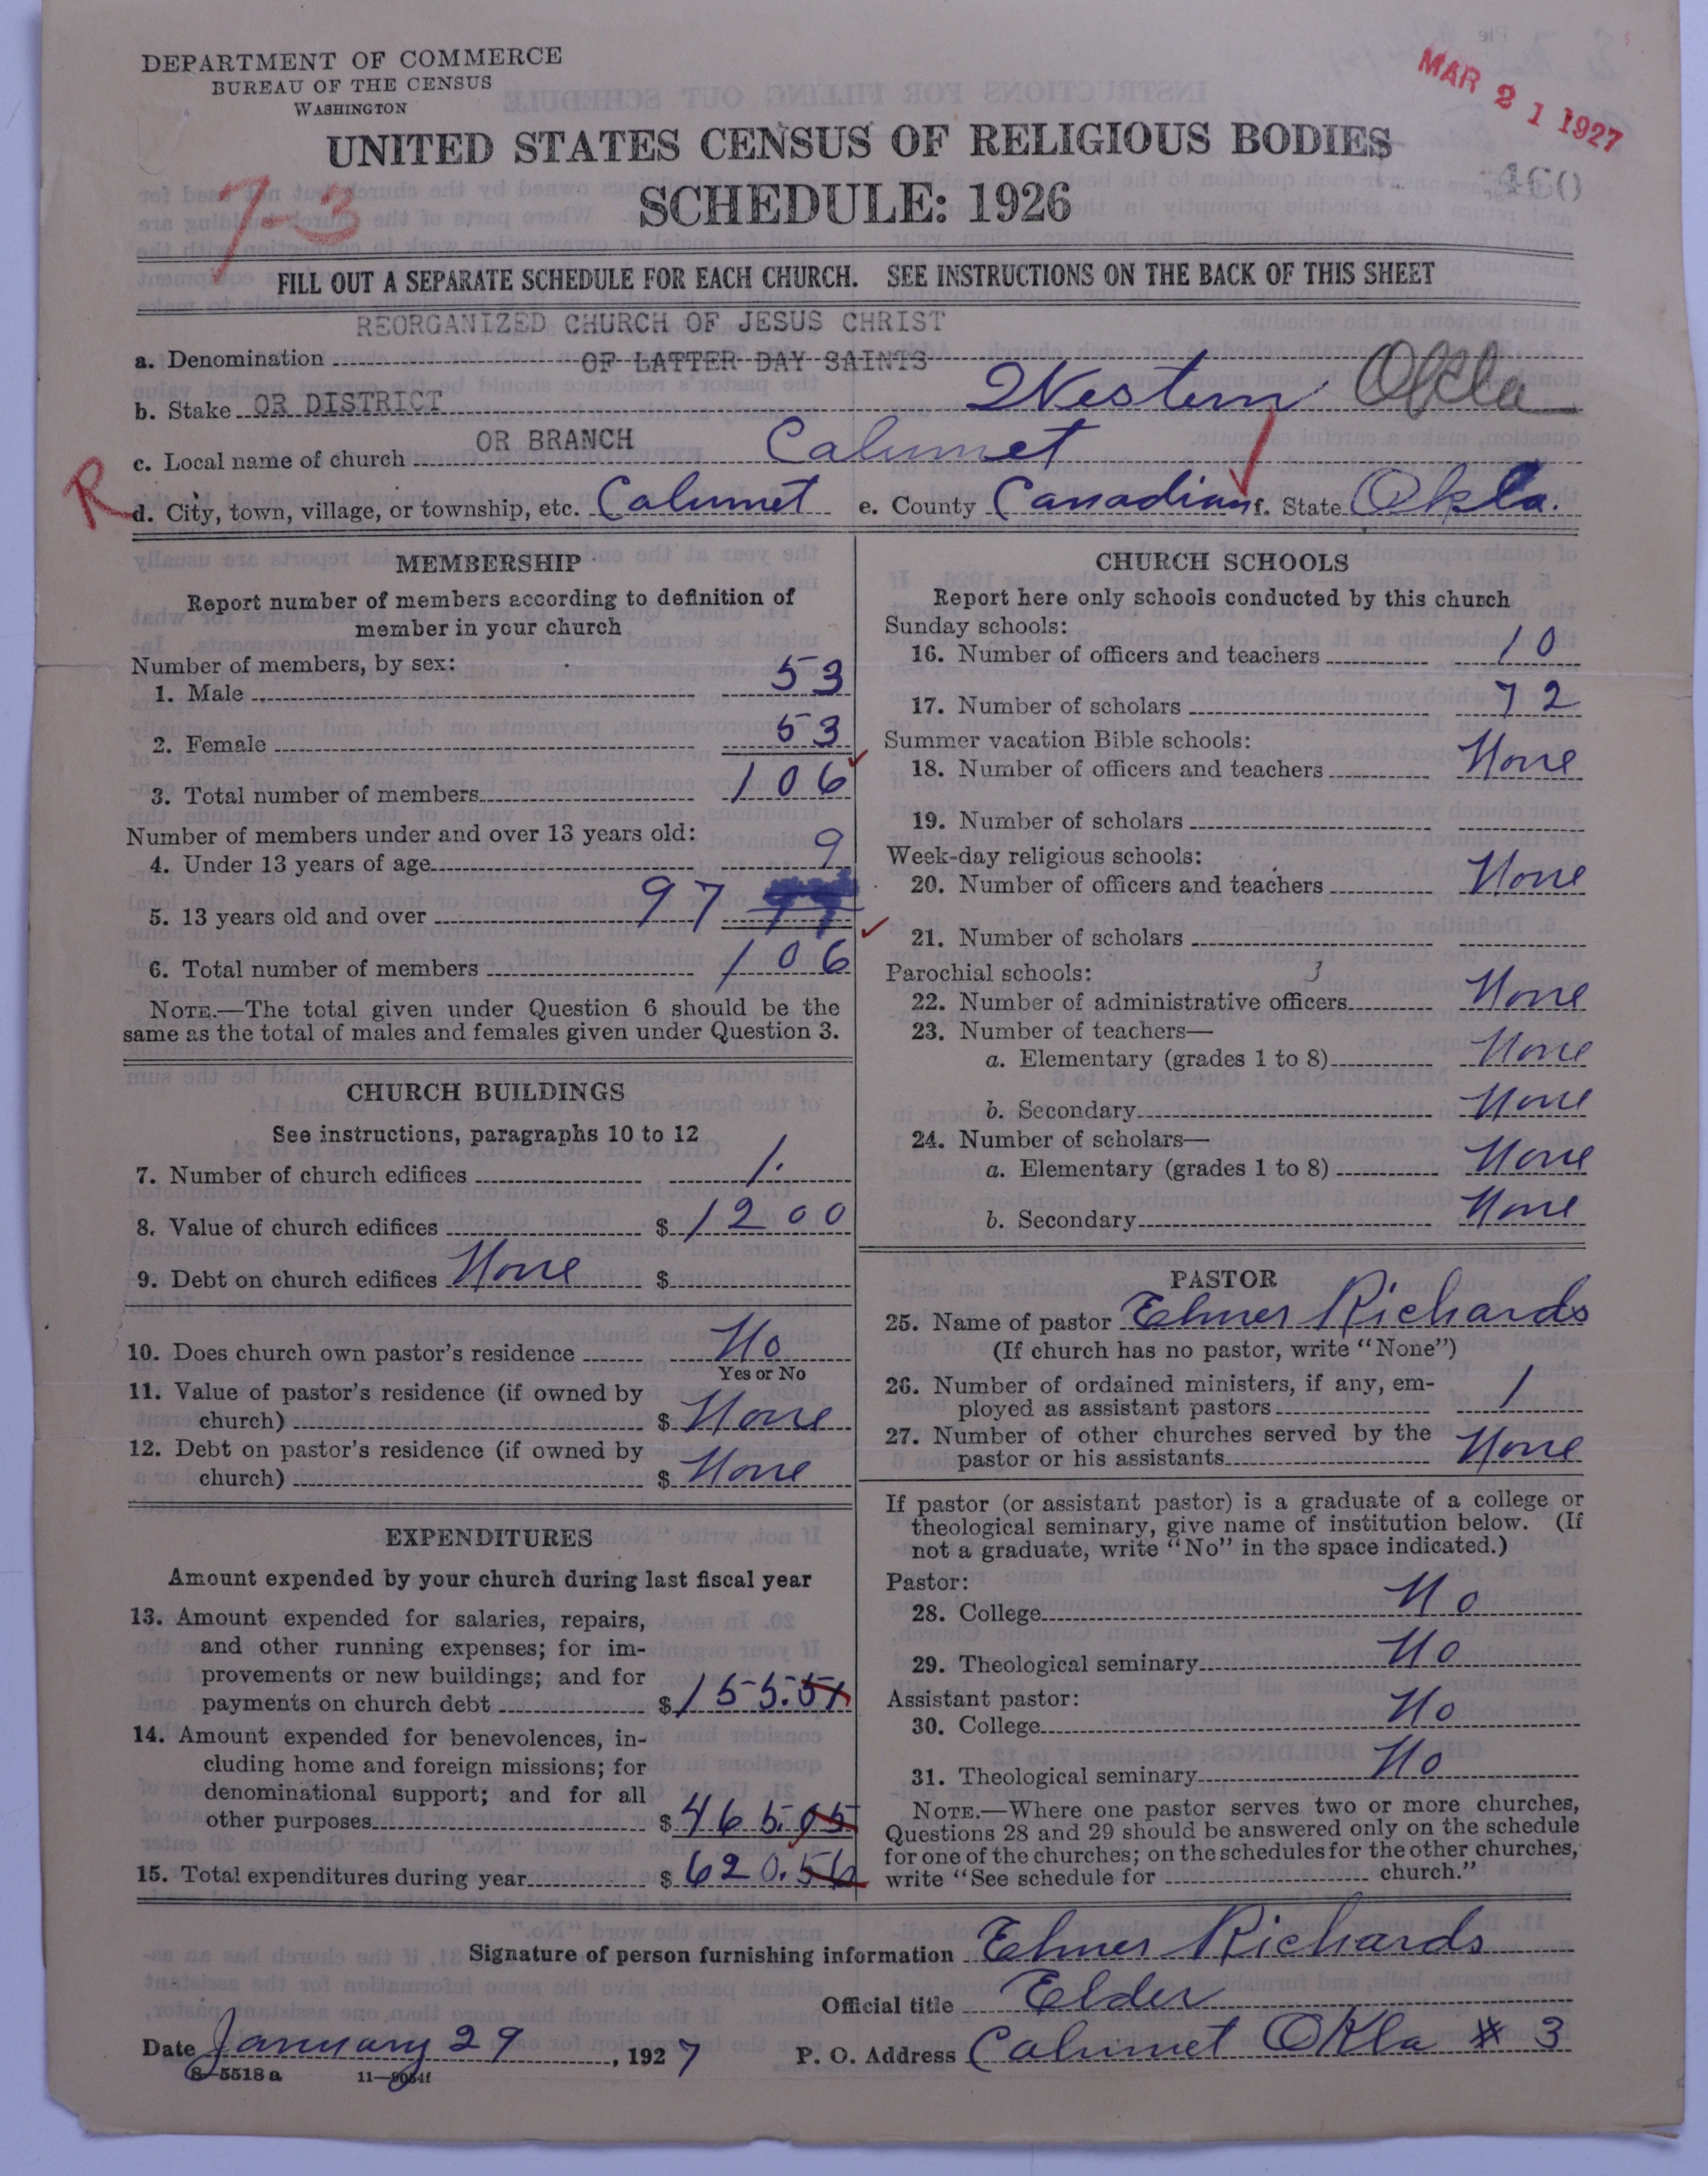 DEPARTMENT OF COMMERCE
BUREAU OF THE CENSUS
WASHINGTON
MAR 21 1927
UNITED STATES CENSUS OF RELIGIOUS BODIES
SCHEDULE: 1926
7-3
460
FILL OUT A SEPARATE SCHEDULE FOR EACH CHURCH. SEE INSTRUCTIONS ON THE BACK OF THIS SHEET
REORGANIZED CHURCH OF JESUS CHRIST
a. Denomination OF LATTER DAY SAINTS
b. Stake OR DISTRICT Western Okla
c. Local name of church OR BRANCH Calumet
R
d. City, town, village, or township, etc. Calumet e. County Canadian f. State Okla.
MEMBERSHIP
Report number of members according to definition of
member in your church
Number of members, by sex:
1. Male 53
2. Female 53
3. Total number of members 106
Number of members under and over 13 years old:
4. Under 13 years of age 9
5. 13 years old and over 97
6. Total number of members 106
NOTE.—The total given under Question 6 should be the
same as the total of males and females given under Question 3.
CHURCH BUILDINGS
See instructions, paragraphs 10 to 12
7. Number of church edifices 1.
8. Value of church edifices $ 1200
9. Debt on church edifices None $
10. Does church own pastor's residence No
Yes or No
11. Value of pastor's residence (if owned by
church) $ None
12. Debt on pastor's residence (if owned by
church) $ None
EXPENDITURES
Amount expended by your church during last fiscal year
13. Amount expended for salaries, repairs,
and other running expenses; for im-
provements or new buildings; and for
payments on church debt $ 155.51
14. Amount expended for benevolences, in-
cluding home and foreign missions; for
denominational support; and for all
other purposes $ 465.05
15. Total expenditures during year $ 620.56
CHURCH SCHOOLS
Report here only schools conducted by this church
Sunday schools:
16. Number of officers and teachers 10
17. Number of scholars 72
Summer vacation Bible schools:
18. Number of officers and teachers None
19. Number of scholars
Week-day religious schools:
20. Number of officers and teachers None
21. Number of scholars
Parochial schools:
22. Number of administrative officers None
23. Number of teachers—
a. Elementary (grades 1 to 8) None
b. Secondary None
24. Number of scholars—
a. Elementary (grades 1 to 8) None
b. Secondary None
PASTOR
25. Name of pastor Elmer Richards
(If church has no pastor, write "None")
26. Number of ordained ministers, if any, em-
ployed as assistant pastors 1
27. Number of other churches served by the
pastor or his assistants None
If pastor (or assistant pastor) is a graduate of a college or
theological seminary, give name of institution below. (If
not a graduate, write "No" in the space indicated.)
Pastor:
28. College No
29. Theological seminary No
Assistant pastor:
30. College No
31. Theological seminary No
NOTE.—Where one pastor serves two or more churches,
Questions 28 and 29 should be answered only on the schedule
for one of the churches; on the schedules for the other churches,
write "See schedule for church."
Signature of person furnishing information Elmer Richards
Official title Elder
Date January 29, 1927 P. O. Address Calumet Okla # 3
8-5518 a